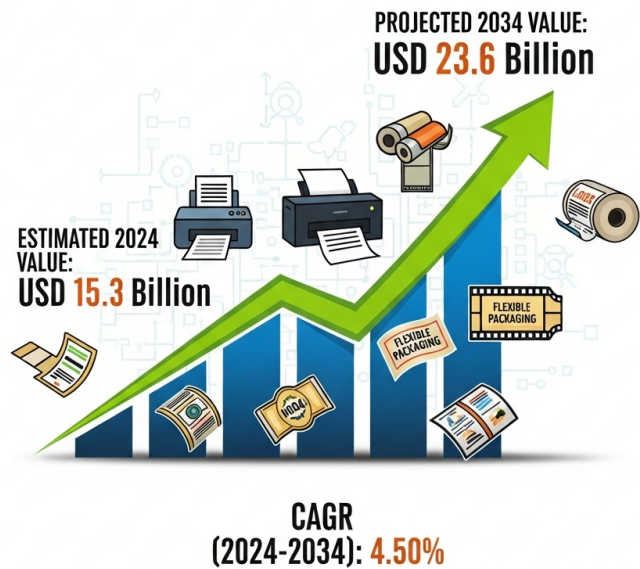 PROJECTED 2034 VALUE:
USD 23.6 Billion
ESTIMATED 2024
VALUE:
USD 15.3 Billion
FLEXIBLE
PACKAGING
FLEXIBLE
PACKAGING
CAGR
(2024-2034): 4.50%